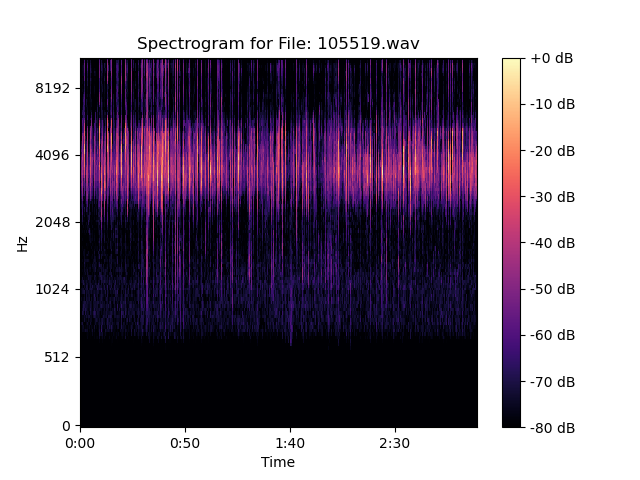 Spectrogram for File: 105519.wav
+0 dB
8192
-10 dB
4096
-20 dB
-30 dB
2048
Hz
-40 dB
1024
-50 dB
-60 dB
512
-70 dB
0
-80 dB
0:00
0:50
1:40
2:30
Time